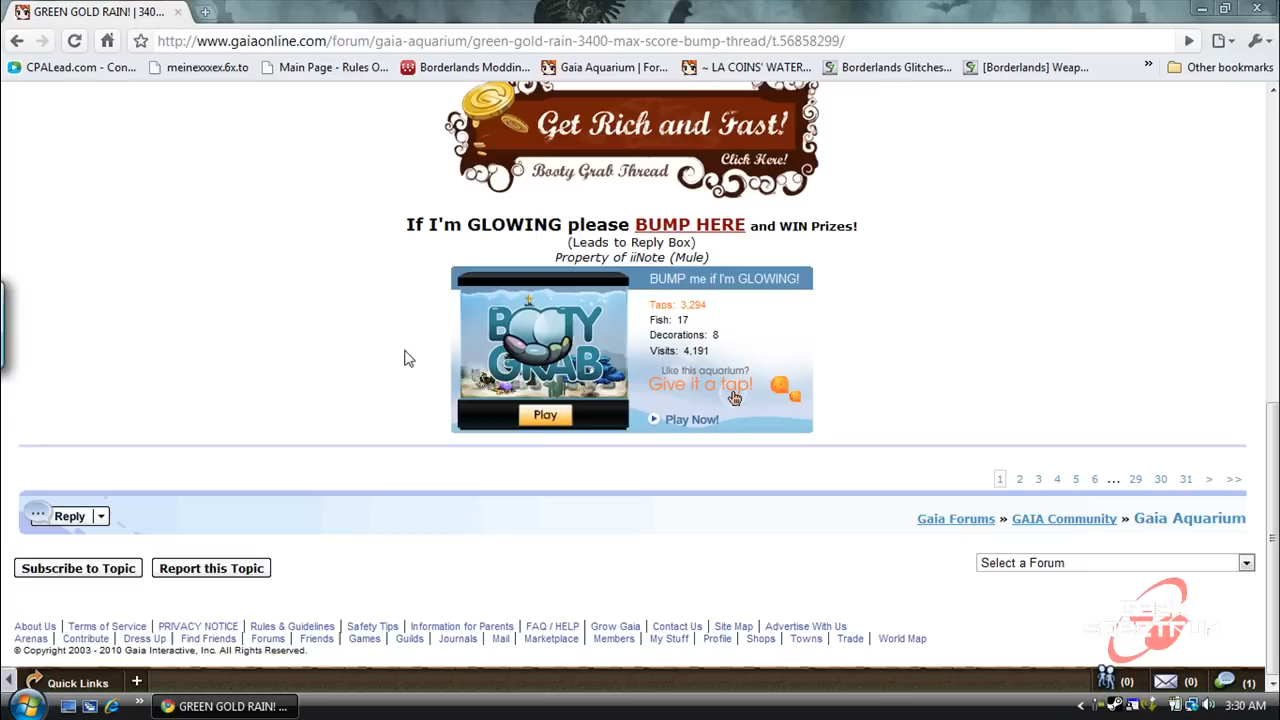 GREEN GOLD RAIN! | 340...
http://www.gaiaonline.com/forum/gaia-aquarium/green-gold-rain-3400-max-score-bump-thread/t.56858299/
CPALead.com - Con... meinexxxex.6x.to Main Page - Rules O... Borderlands Modding... Gaia Aquarium | For... ~ LA COINS' WATER... Borderlands Glitches... [Borderlands] Weap... » Other bookmarks
Get Rich and Fast!
Click Here!
Booty Grab Thread
If I'm GLOWING please BUMP HERE and WIN Prizes!
(Leads to Reply Box)
Property of iiNote (Mule)
BUMP me if I'm GLOWING!
BOOTY GRAB
Taps: 3,294
Fish: 17
Decorations: 8
Visits: 4,191
Like this aquarium?
Give it a tap!
Play
Play Now!
1 2 3 4 5 6 ... 29 30 31 > >>
Reply
Gaia Forums » GAIA Community » Gaia Aquarium
Subscribe to Topic Report this Topic
Select a Forum
About Us | Terms of Service | PRIVACY NOTICE | Rules & Guidelines | Safety Tips | Information for Parents | FAQ / HELP | Grow Gaia | Contact Us | Site Map | Advertise With Us
Arenas | Contribute | Dress Up | Find Friends | Forums | Friends | Games | Guilds | Journals | Mail | Marketplace | Members | My Stuff | Profile | Shops | Towns | Trade | World Map
© Copyright 2003 - 2010 Gaia Interactive, Inc. All Rights Reserved.
Quick Links + (0) (0) (1)
GREEN GOLD RAIN! ... 3:30 AM